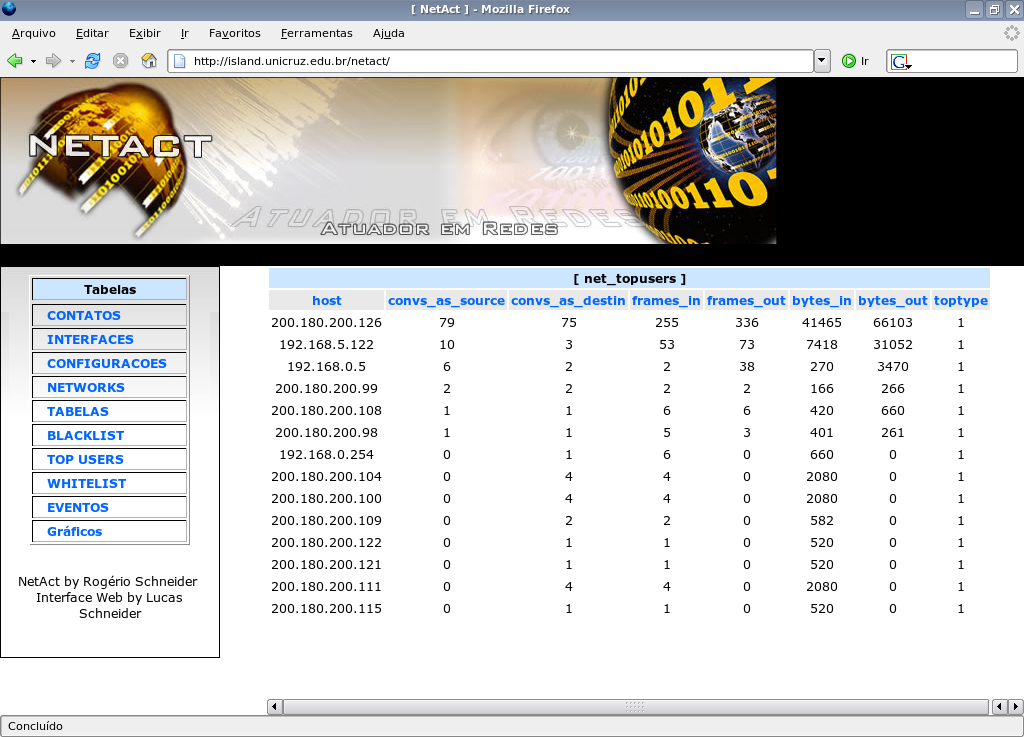 [ NetAct ] - Mozilla Firefox
Arquivo Editar Exibir Ir Favoritos Ferramentas Ajuda
http://island.unicruz.edu.br/netact/ Ir G
NETACT
ATUADOR EM REDES
ATUADOR EM REDES
Tabelas
CONTATOS
INTERFACES
CONFIGURACOES
NETWORKS
TABELAS
BLACKLIST
TOP USERS
WHITELIST
EVENTOS
Gráficos
NetAct by Rogério Schneider
Interface Web by Lucas
Schneider
[ net_topusers ]
host convs_as_source convs_as_destin frames_in frames_out bytes_in bytes_out toptype
200.180.200.126 79 75 255 336 41465 66103 1
192.168.5.122 10 3 53 73 7418 31052 1
192.168.0.5 6 2 2 38 270 3470 1
200.180.200.99 2 2 2 2 166 266 1
200.180.200.108 1 1 6 6 420 660 1
200.180.200.98 1 1 5 3 401 261 1
192.168.0.254 0 1 6 0 660 0 1
200.180.200.104 0 4 4 0 2080 0 1
200.180.200.100 0 4 4 0 2080 0 1
200.180.200.109 0 2 2 0 582 0 1
200.180.200.122 0 1 1 0 520 0 1
200.180.200.121 0 1 1 0 520 0 1
200.180.200.111 0 4 4 0 2080 0 1
200.180.200.115 0 1 1 0 520 0 1
Concluído